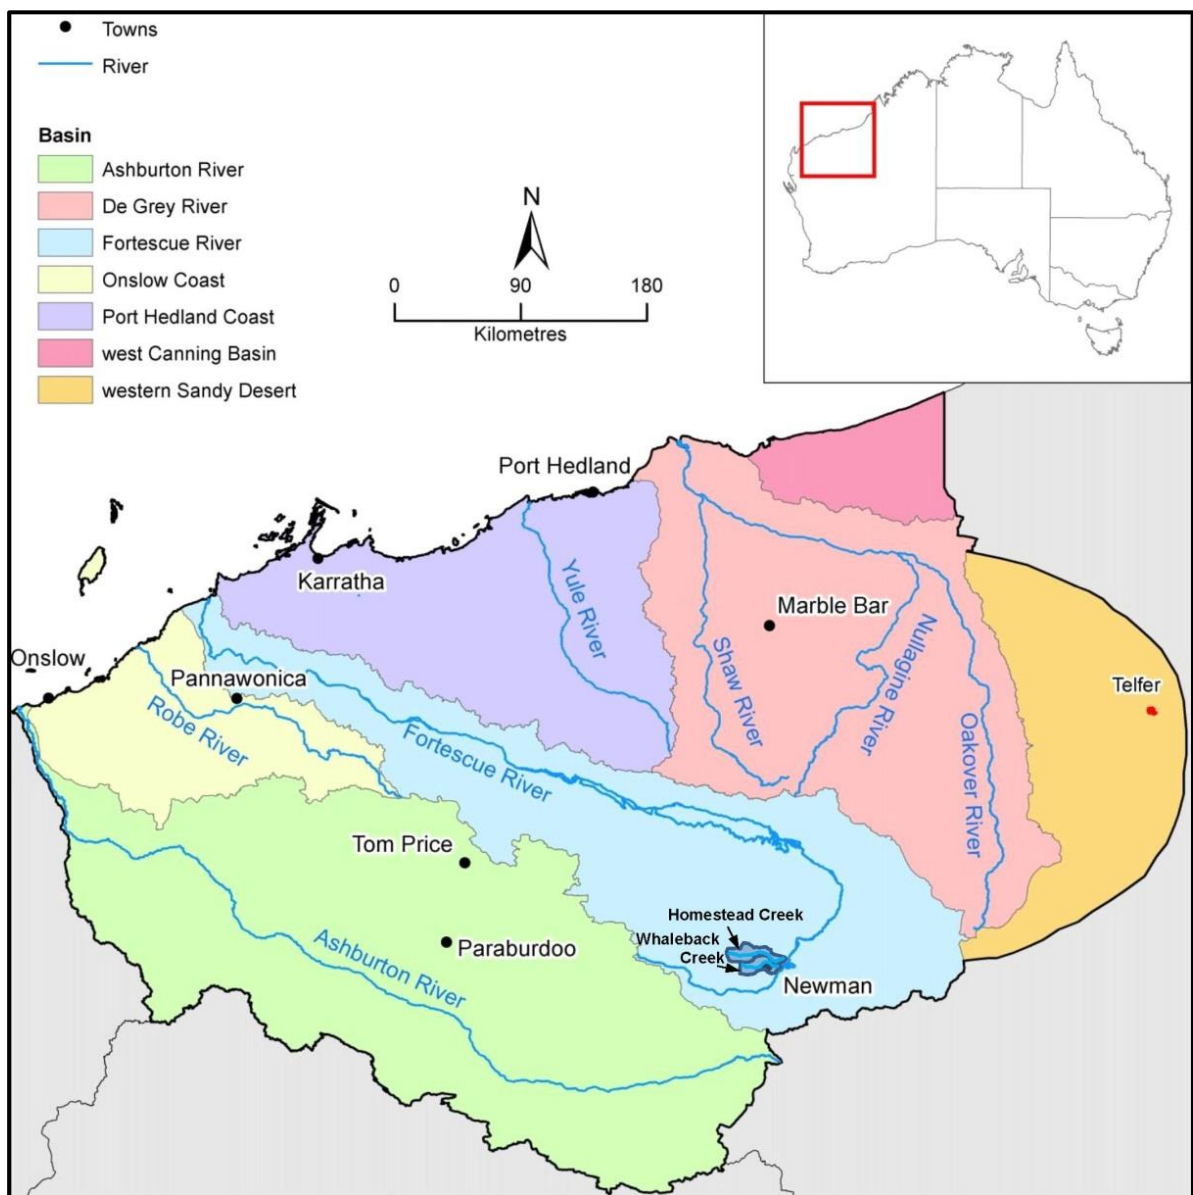 Towns
River
Basin
Ashburton River
De Grey River
Fortescue River
Onslow Coast
Port Hedland Coast
west Canning Basin
western Sandy Desert
N
0 90 180
Kilometres
Port Hedland
Karratha
Yule River
Marble Bar
Onslow
Pannawonica
Shaw River
Nullagine River
Telfer
Robe River
Fortescue River
Oakover River
Tom Price
Homestead Creek
Whaleback
Creek
Paraburdoo
Ashburton River
Newman